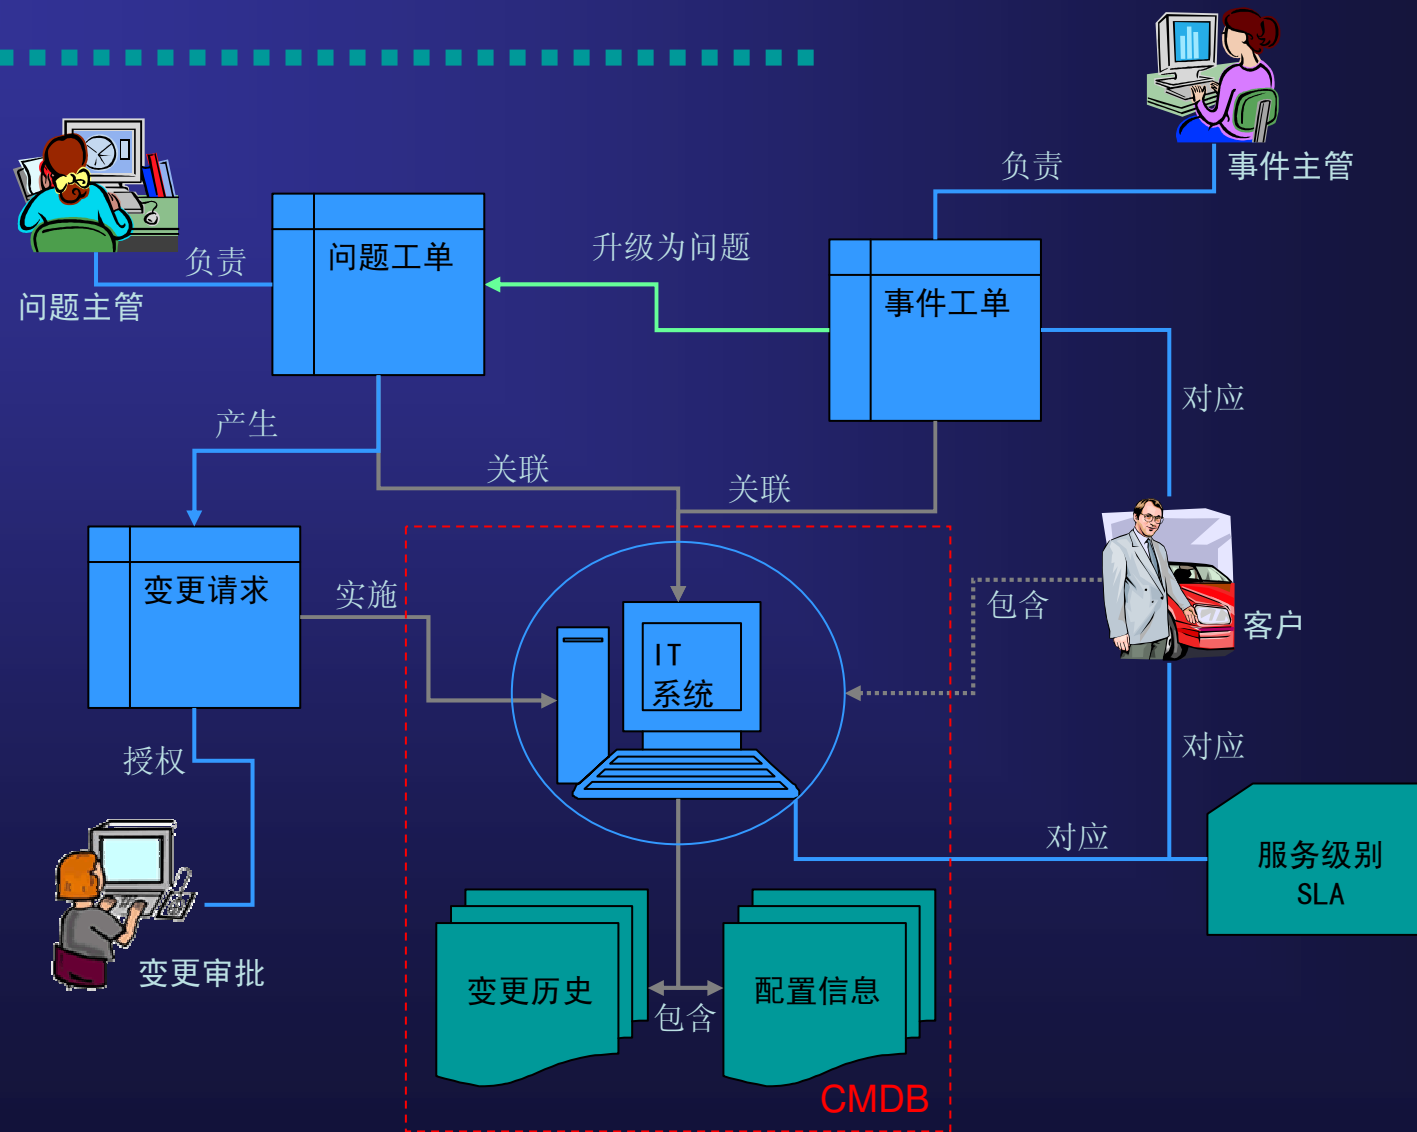 负责
事件主管
问题工单
升级为问题
负责
事件工单
问题主管
对应
产生
关联
关联
变更请求
实施
包含
客户
IT
系统
授权
对应
对应
服务级别
SLA
变更审批
变更历史
配置信息
包含
CMDB